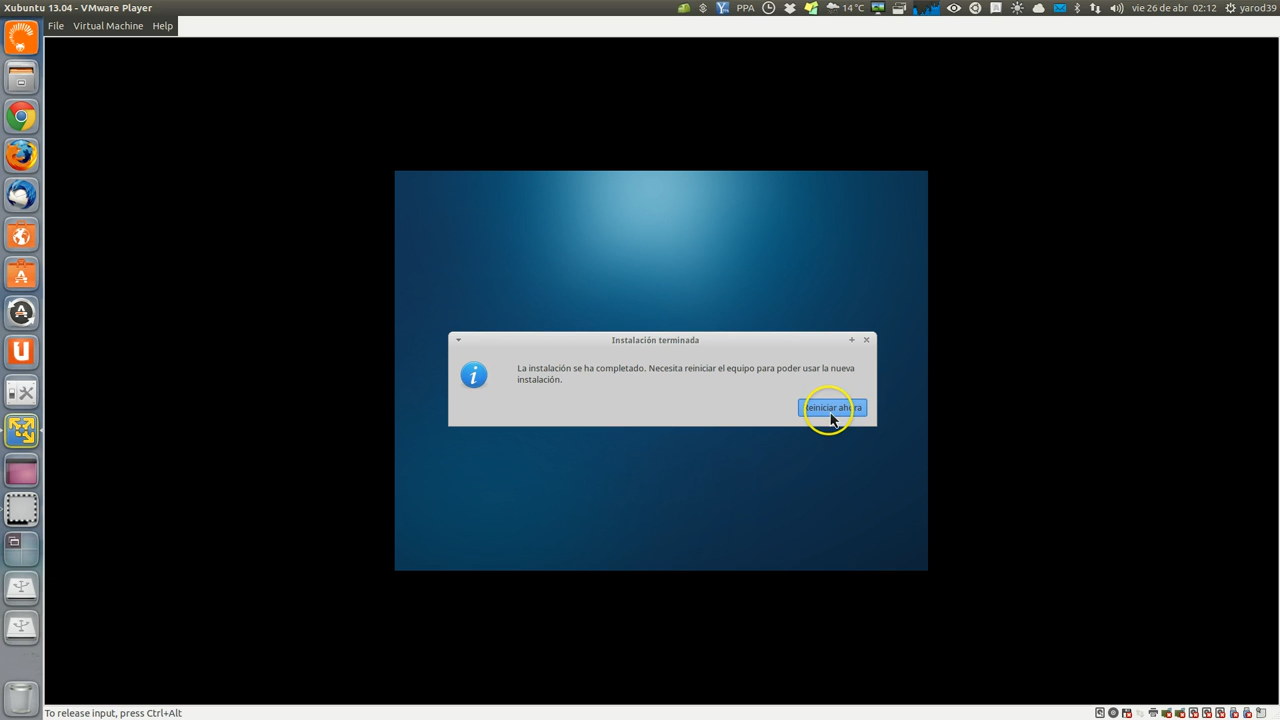 Xubuntu 13.04 - VMware Player
PPA
14°C
vie 26 de abr
02:12
yarod39
File Virtual Machine Help
Instalación terminada
La instalación se ha completado. Necesita reiniciar el equipo para poder usar la nueva
instalación.
Reiniciar ahora
To release input, press Ctrl+Alt